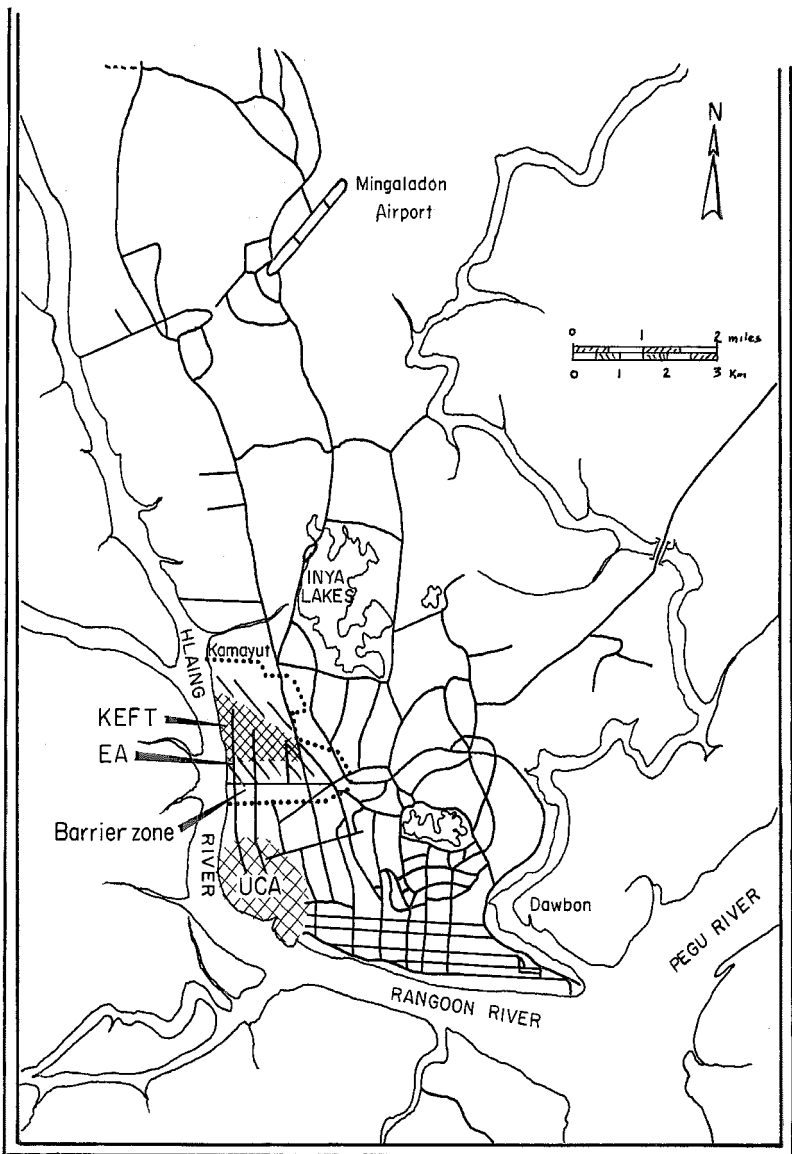 N
Mingaladon
Airport
0 1 2 miles
0 1 2 3 Km
INYA
LAKES
HLAING
RIVER
Kamayut
KEFT
EA
Barrier zone
UCA
Dawbon
PEGU RIVER
RANGOON RIVER